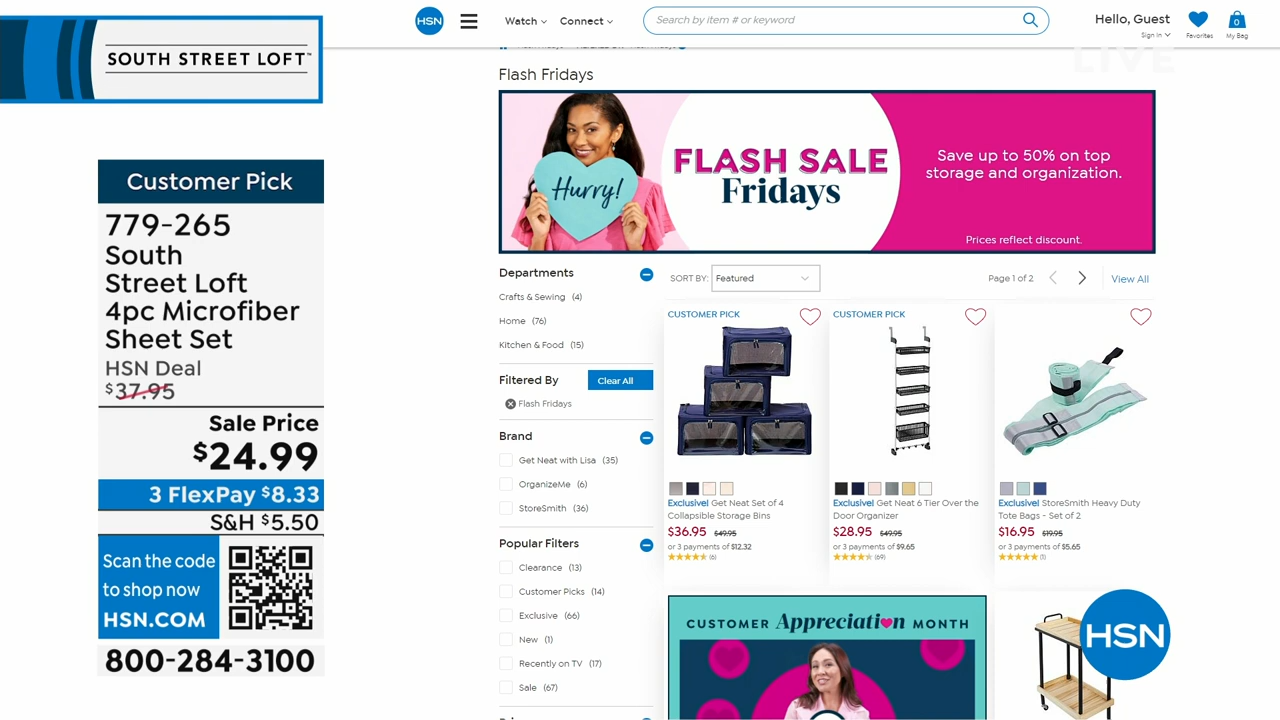 SOUTH STREET LOFT™
Customer Pick
779-265
South
Street Loft
4pc Microfiber
Sheet Set
HSN Deal
$37.95
Sale Price
$24.99
3 FlexPay $8.33
S&H $5.50
Scan the code
to shop now
HSN.COM
800-284-3100
HSN
Watch
Connect
Search by item # or keyword
Hello, Guest
Sign in
Favorites
0
My Bag
LIVE
Flash Fridays
Hurry!
FLASH SALE
Fridays
Save up to 50% on top
storage and organization.
Prices reflect discount.
Departments
Crafts & Sewing (4)
Home (76)
Kitchen & Food (15)
Filtered By
Clear All
Flash Fridays
Brand
Get Neat with Lisa (35)
OrganizeMe (6)
StoreSmith (36)
Popular Filters
Clearance (13)
Customer Picks (14)
Exclusive (66)
New (1)
Recently on TV (17)
Sale (67)
SORT BY: Featured
Page 1 of 2
View All
CUSTOMER PICK
Exclusive! Get Neat Set of 4
Collapsible Storage Bins
$36.95 $49.95
or 3 payments of $12.32
(6)
CUSTOMER PICK
Exclusive! Get Neat 6 Tier Over the
Door Organizer
$28.95 $49.95
or 3 payments of $9.65
(69)
Exclusive! StoreSmith Heavy Duty
Tote Bags - Set of 2
$16.95 $19.95
or 3 payments of $5.65
(1)
CUSTOMER Appreciation MONTH
HSN